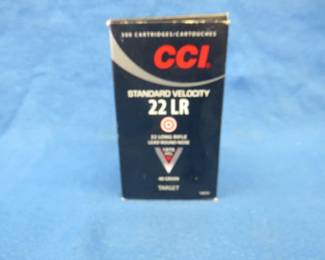 500 CARTRIDGES/CARTOUCHES
CCI
STANDARD VELOCITY
22 LR
22 LONG RIFLE
LEAD ROUND NOSE
40 GRAIN
TARGET